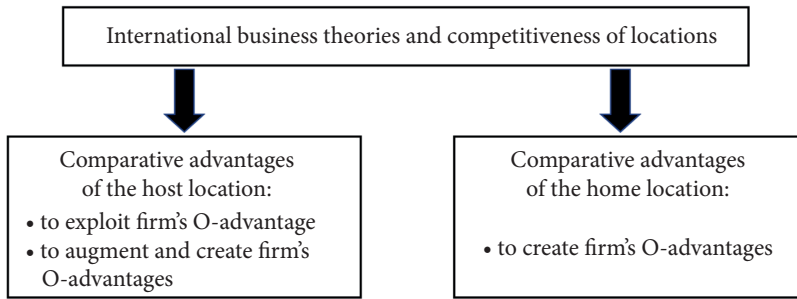 International business theories and competitiveness of locations
Comparative advantages
of the host location:
• to exploit firm's O-advantage
• to augment and create firm's
O-advantages
Comparative advantages
of the home location:
• to create firm's O-advantages